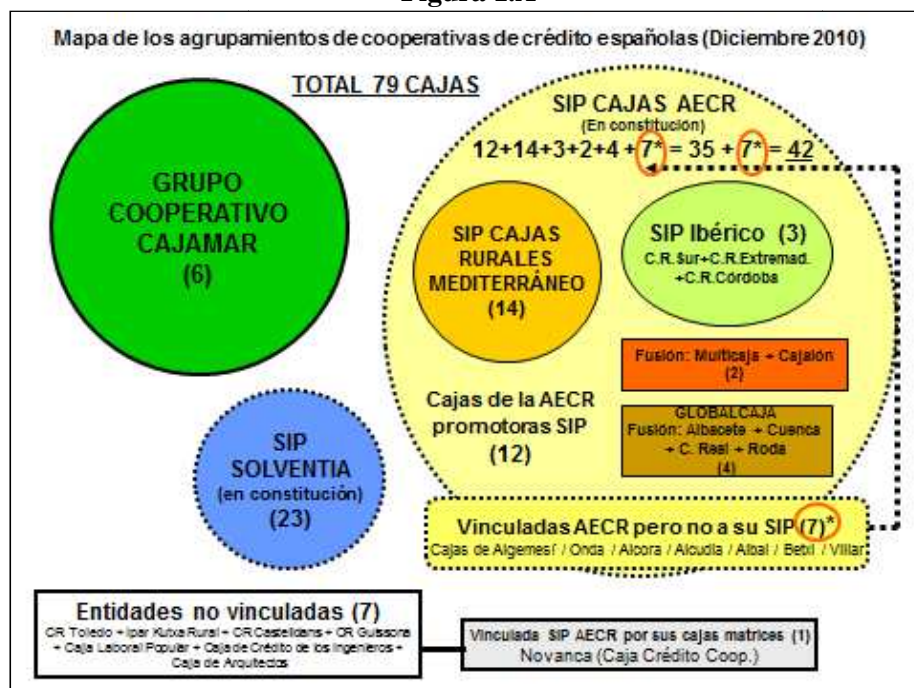 Mapa de los agrupamientos de cooperativas de crédito españolas (Diciembre 2010)
TOTAL 79 CAJAS
GRUPO
COOPERATIVO
CAJAMAR
(6)
SIP CAJAS AECR
(En constitución)
12+14+3+2+4 + 7* = 35 + 7* = 42
SIP CAJAS
RURALES
MEDITERRÁNEO
(14)
SIP Ibérico (3)
C.R.Sur+C.R.Extremad.
+C.R.Córdoba
Fusión: Multicaja + Cajalón
(2)
Cajas de la AECR
promotoras SIP
(12)
GLOBALCAJA
Fusión: Albacete + Cuenca
+ C. Real + Roda
(4)
SIP
SOLVENTIA
(en constitución)
(23)
Vinculadas AECR pero no a su SIP (7)*
Cajas de Algemesí / Onda / Alcora / Alcudia / Albal / Betxí / Villar
Entidades no vinculadas (7)
CR Toledo + Ipar Kutxa Rural + CR Castelldans + CR Guissona
+ Caja Laboral Popular + Caja de Crédito de los Ingenieros +
Caja de Arquitectos
Vinculada SIP AECR por sus cajas matrices (1)
Novanca (Caja Crédito Coop.)